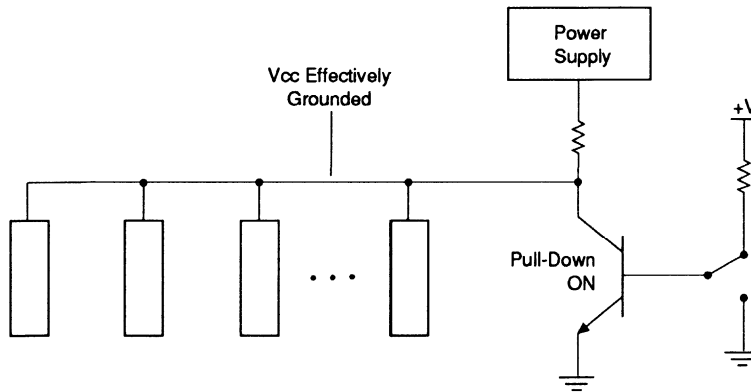 Power
Supply
Vcc Effectively
Grounded
+V
Pull-Down
ON